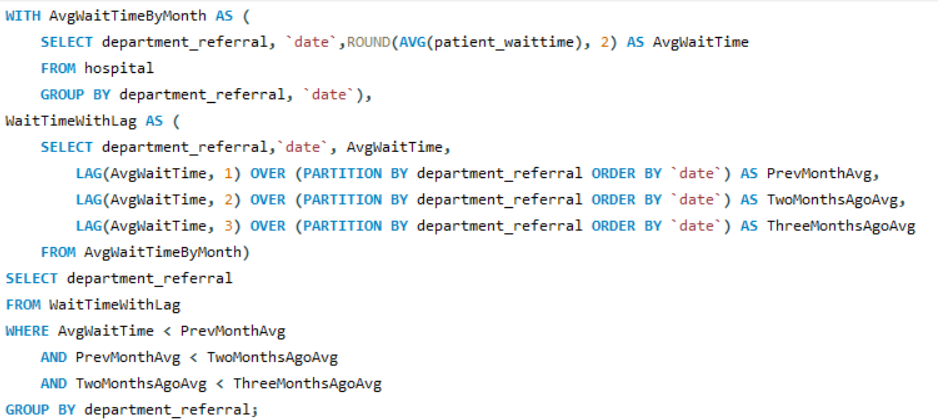 WITH AvgWaitTimeByMonth AS (
    SELECT department_referral, `date`,ROUND(AVG(patient_waittime), 2) AS AvgWaitTime
    FROM hospital
    GROUP BY department_referral, `date`),
WaitTimeWithLag AS (
    SELECT department_referral,`date`, AvgWaitTime,
        LAG(AvgWaitTime, 1) OVER (PARTITION BY department_referral ORDER BY `date`) AS PrevMonthAvg,
        LAG(AvgWaitTime, 2) OVER (PARTITION BY department_referral ORDER BY `date`) AS TwoMonthsAgoAvg,
        LAG(AvgWaitTime, 3) OVER (PARTITION BY department_referral ORDER BY `date`) AS ThreeMonthsAgoAvg
    FROM AvgWaitTimeByMonth)
SELECT department_referral
FROM WaitTimeWithLag
WHERE AvgWaitTime < PrevMonthAvg
    AND PrevMonthAvg < TwoMonthsAgoAvg
    AND TwoMonthsAgoAvg < ThreeMonthsAgoAvg
GROUP BY department_referral;